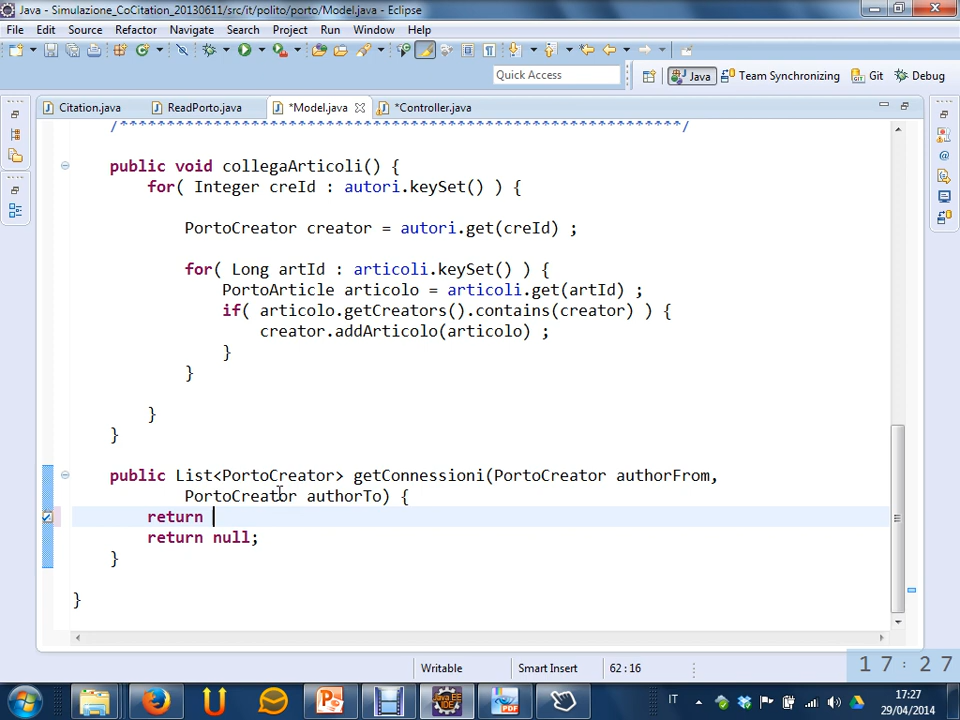 Java - Simulazione_CoCitation_20130611/src/it/polito/porto/Model.java - Eclipse
File Edit Source Refactor Navigate Search Project Run Window Help
Quick Access
Java Team Synchronizing Git Debug
Citation.java ReadPorto.java *Model.java *Controller.java
/************************************************************/
public void collegaArticoli() {
for( Integer creId : autori.keySet() ) {
PortoCreator creator = autori.get(creId) ;
for( Long artId : articoli.keySet() ) {
PortoArticle articolo = articoli.get(artId) ;
if( articolo.getCreators().contains(creator) ) {
creator.addArticolo(articolo) ;
}
}
}
}
public List<PortoCreator> getConnessioni(PortoCreator authorFrom,
PortoCreator authorTo) {
return
return null;
}
}
Writable Smart Insert 62 : 16
17:27
IT 17:27
29/04/2014